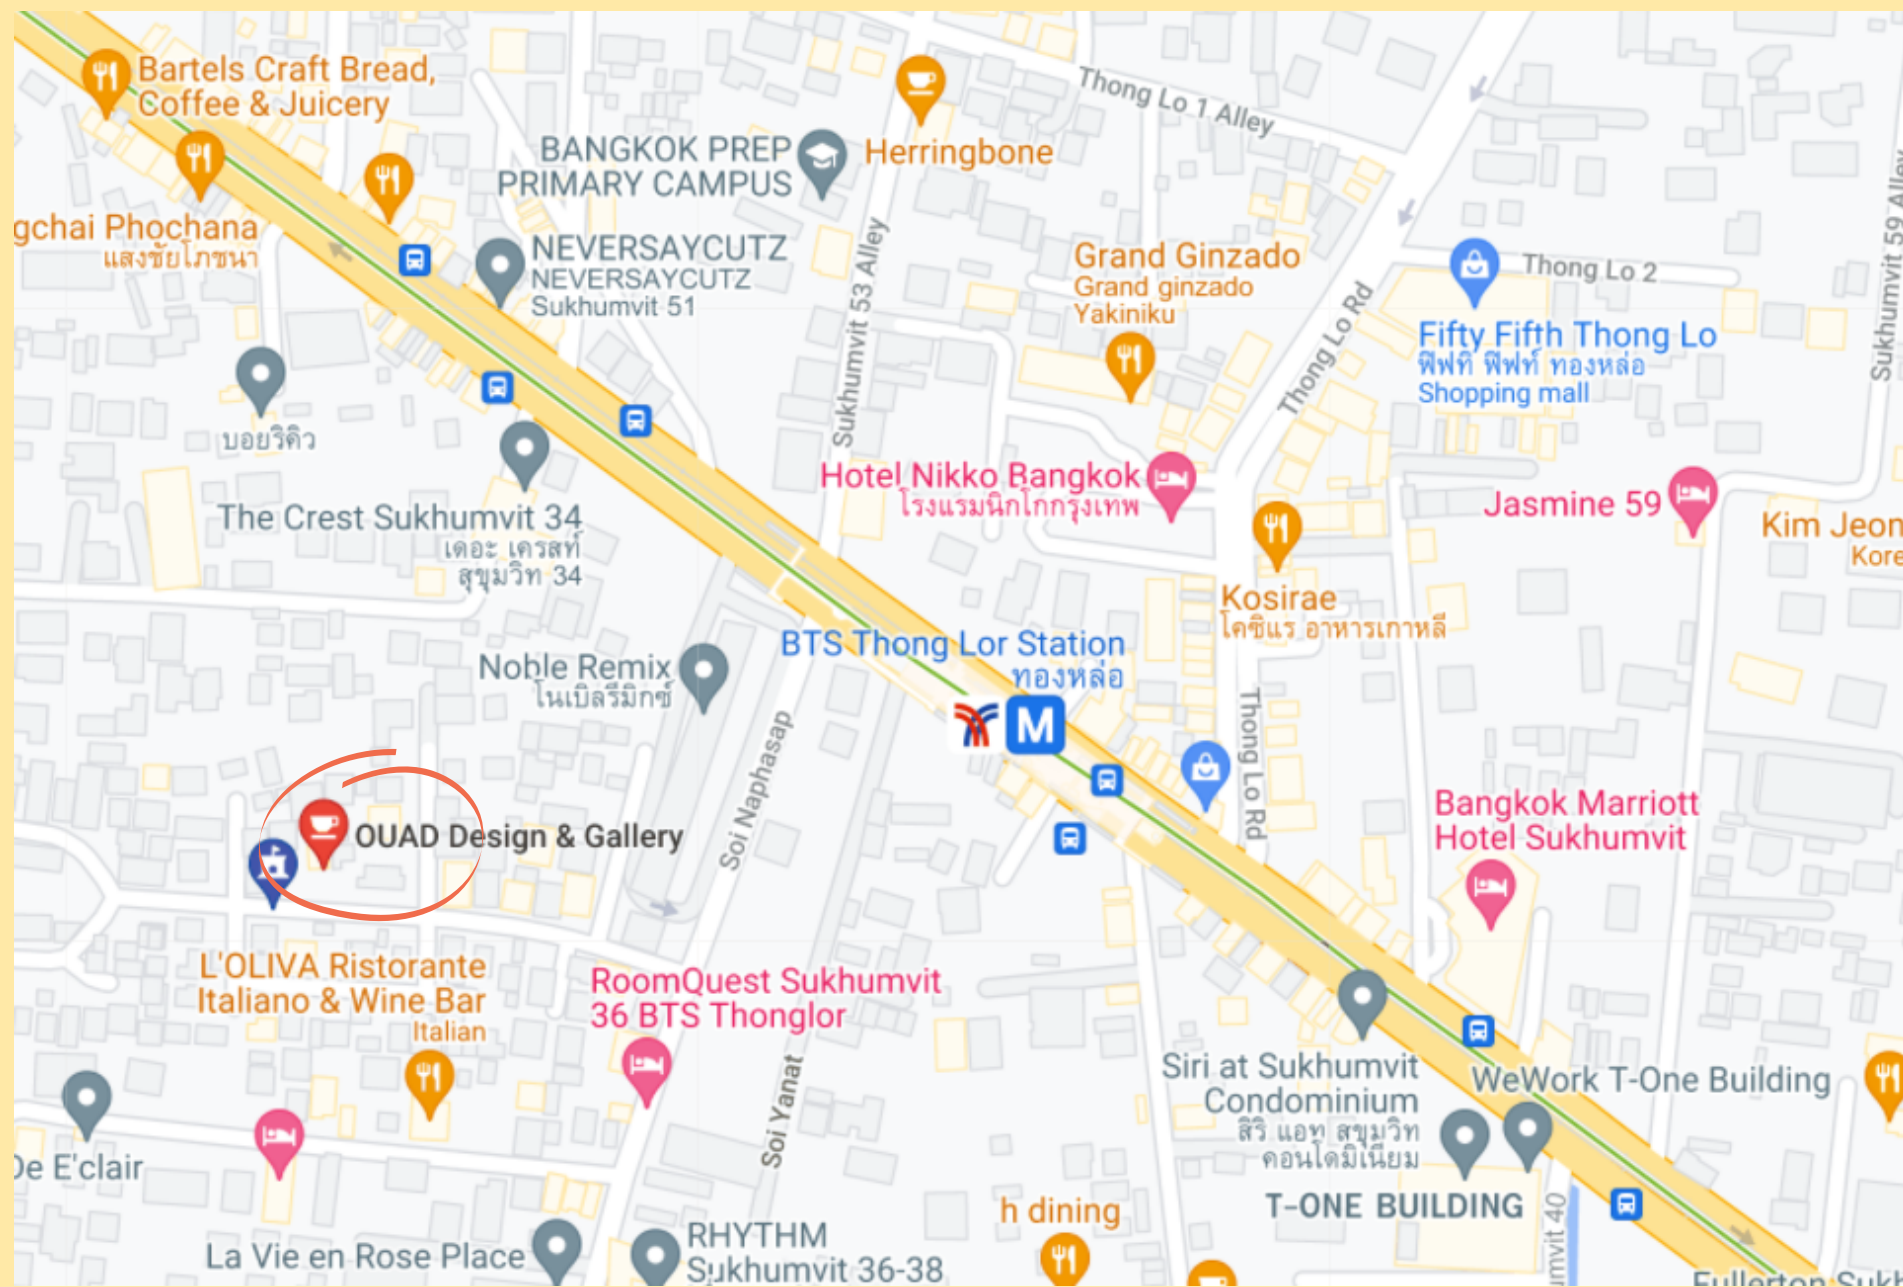 Bartels Craft Bread,
Coffee & Juicery
gchai Phochana
แสงชัยโภชนา
BANGKOK PREP
PRIMARY CAMPUS
Herringbone
Thong Lo 1 Alley
NEVERSAYCUTZ
NEVERSAYCUTZ
Sukhumvit 51
Sukhumvit 53 Alley
Grand Ginzado
Grand ginzado
Yakiniku
Thong Lo Rd
Thong Lo 2
Fifty Fifth Thong Lo
ฟิฟทิ ฟิฟท์ ทองหล่อ
Shopping mall
Sukhumvit 59 Alley
บอยริคิว
The Crest Sukhumvit 34
เดอะ เครสท์
สุขุมวิท 34
Hotel Nikko Bangkok
โรงแรมนิกโกกรุงเทพ
Jasmine 59
Kim Jeon
Kore
Kosirae
โคซิแร อาหารเกาหลี
Noble Remix
โนเบิลรีมิกซ์
BTS Thong Lor Station
ทองหล่อ
M
Thong Lo Rd
Soi Naphasap
OUAD Design & Gallery
Bangkok Marriott
Hotel Sukhumvit
L'OLIVA Ristorante
Italiano & Wine Bar
Italian
RoomQuest Sukhumvit
36 BTS Thonglor
Soi Yanat
Siri at Sukhumvit
Condominium
สิริ แอท สุขุมวิท
คอนโดมิเนียม
WeWork T-One Building
T-ONE BUILDING
De E'clair
La Vie en Rose Place
RHYTHM
Sukhumvit 36-38
h dining
umvit 40
Fullerton Sukh